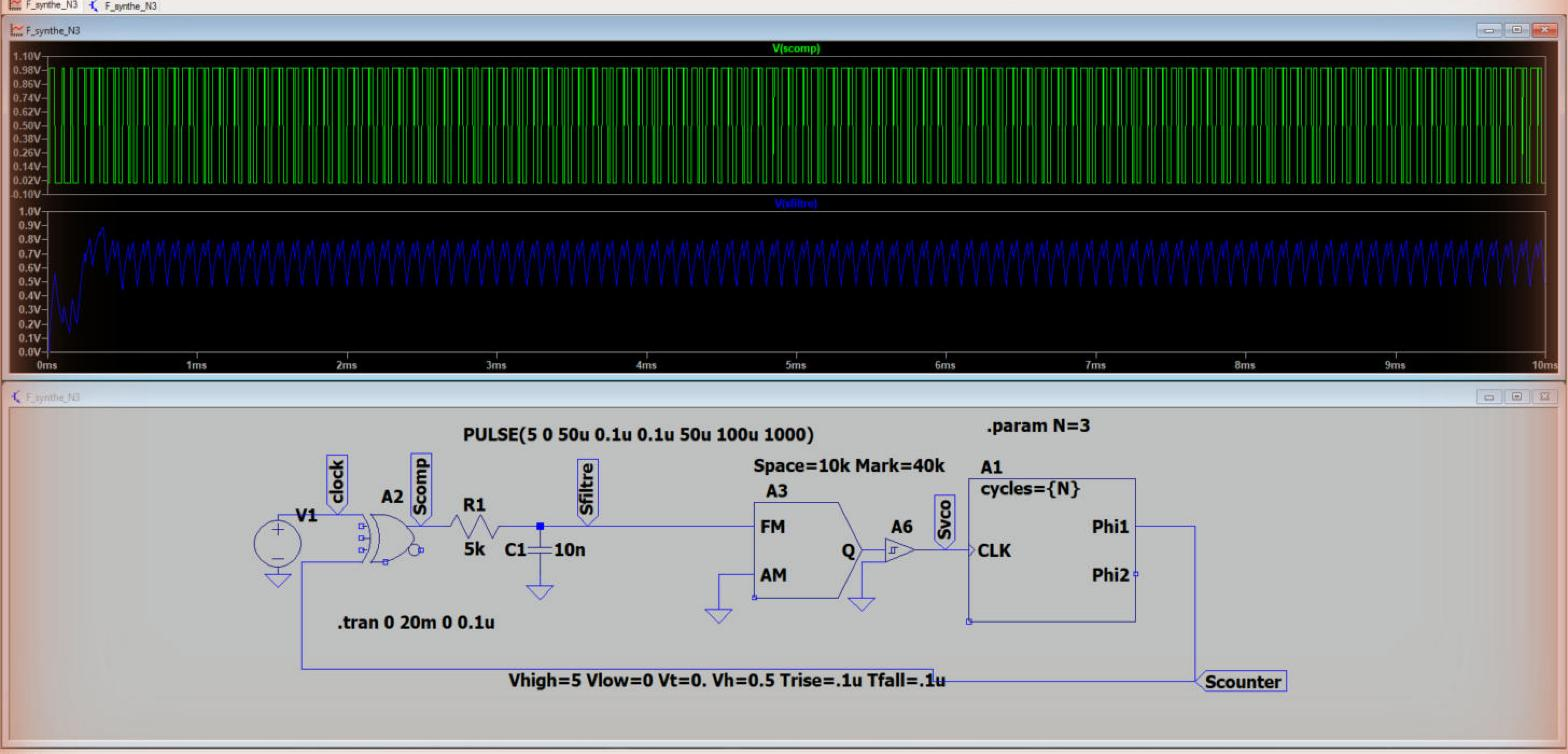 F_synthe_N3 F_synthe_N3
F_synthe_N3
V(scomp)
1.10V
0.98V
0.86V
0.74V
0.62V
0.50V
0.38V
0.26V
0.14V
0.02V
-0.10V
V(sfiltre)
1.0V
0.9V
0.8V
0.7V
0.6V
0.5V
0.4V
0.3V
0.2V
0.1V
0.0V
0ms 1ms 2ms 3ms 4ms 5ms 6ms 7ms 8ms 9ms 10ms
F_synthe_N3
PULSE(5 0 50u 0.1u 0.1u 50u 100u 1000)
.param N=3
Space=10k Mark=40k
A1
cycles={N}
clock
A2
Scomp
Sfiltre
A3
V1
R1
5k
C1
10n
FM
AM
Q
A6
Svco
CLK
Phi1
Phi2
.tran 0 20m 0 0.1u
Vhigh=5 Vlow=0 Vt=0. Vh=0.5 Trise=.1u Tfall=.1u
Scounter